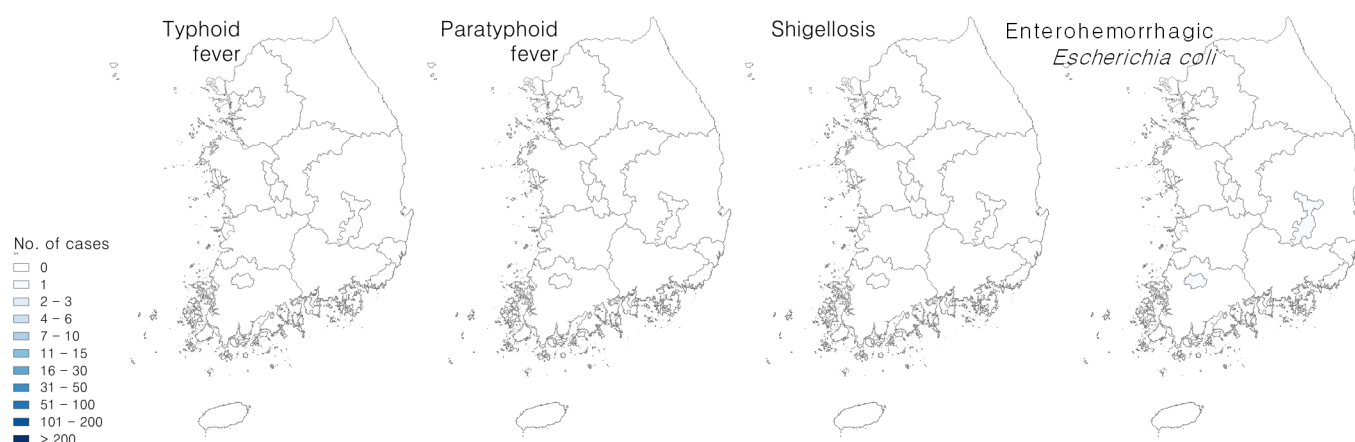 Typhoid
fever
Paratyphoid
fever
Shigellosis
Enterohemorrhagic
Escherichia coli
No. of cases
0
1
2 – 3
4 – 6
7 – 10
11 – 15
16 – 30
31 – 50
51 – 100
101 – 200
> 200